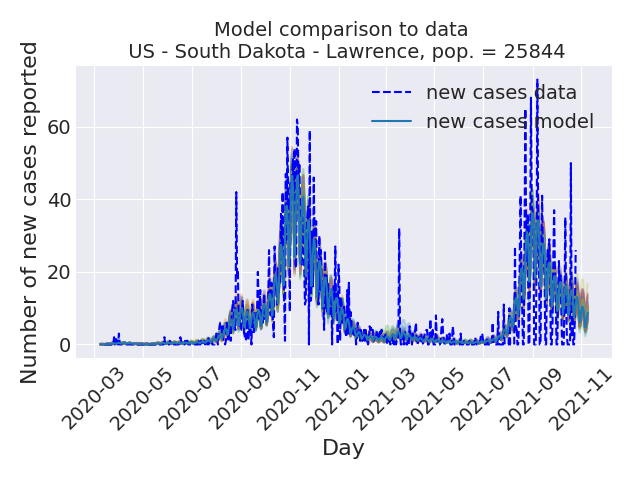 Model comparison to data
US - South Dakota - Lawrence, pop. = 25844
new cases data
new cases model
Number of new cases reported
60
40
20
0
2020-03
2020-05
2020-07
2020-09
2020-11
2021-01
2021-03
2021-05
2021-07
2021-09
2021-11
Day